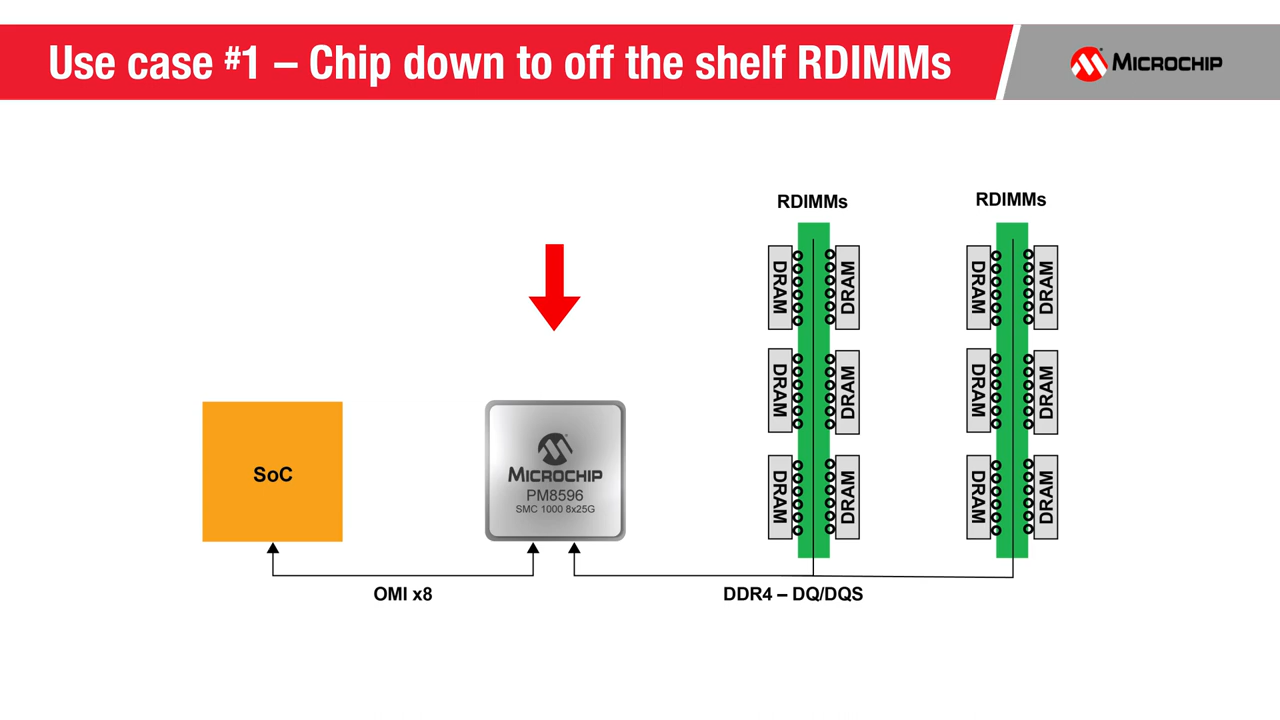 Use case #1 – Chip down to off the shelf RDIMMs
MICROCHIP
RDIMMs
RDIMMs
DRAM
DRAM
DRAM
DRAM
DRAM
DRAM
DRAM
DRAM
DRAM
DRAM
DRAM
DRAM
SoC
MICROCHIP
PM8596
SMC 1000 8x25G
OMI x8
DDR4 – DQ/DQS